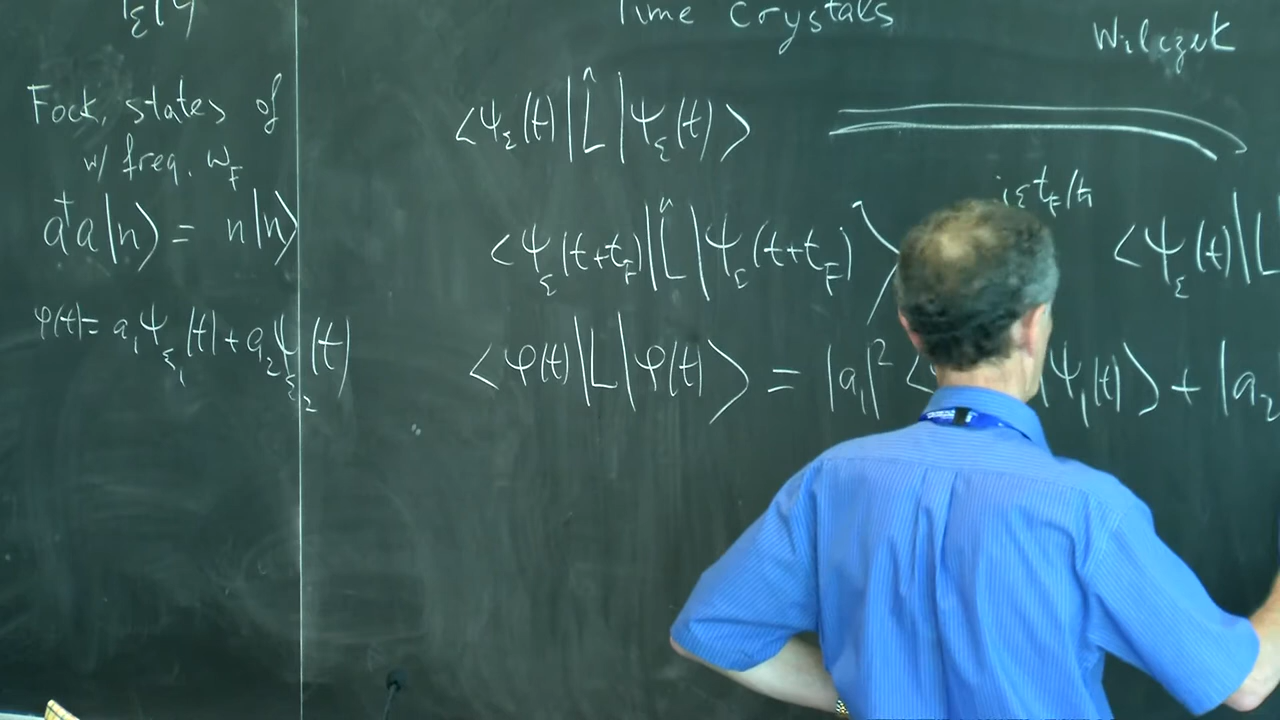 Time Crystals
Wilczek
Fock states of
w/ freq. ω_F
a†a|n⟩ = n|n⟩
φ(t)= a₁ψ_ε₁(t)+a₂ψ_ε₂(t)
⟨ψ_ε(t)|L̂|ψ_ε(t)⟩
⟨ψ_ε(t+t_F)|L̂|ψ_ε(t+t_F)⟩
iεt_F/ħ
⟨ψ_ε(t)|L
⟨φ(t)|L|φ(t)⟩ = |a₁|²⟨
ψ₁(t)⟩ + |a₂